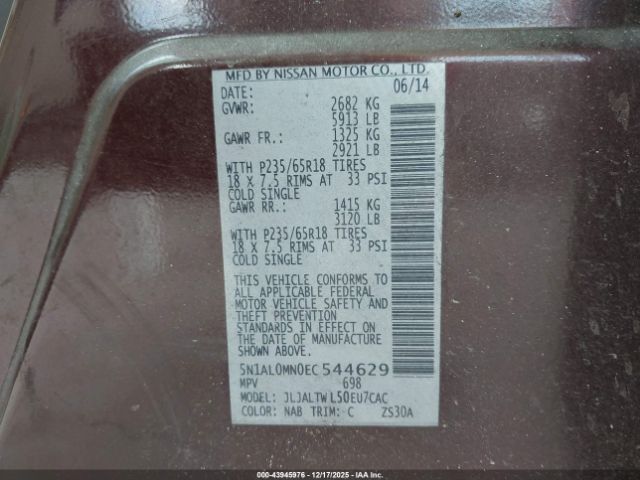 MFD BY NISSAN MOTOR CO., LTD.
DATE: 06/14
GVWR: 2682 KG
5913 LB
GAWR FR.: 1325 KG
2921 LB
WITH P235/65R18 TIRES
18 X 7.5 RIMS AT 33 PSI
COLD SINGLE
GAWR RR.: 1415 KG
3120 LB
WITH P235/65R18 TIRES
18 X 7.5 RIMS AT 33 PSI
COLD SINGLE
THIS VEHICLE CONFORMS TO
ALL APPLICABLE FEDERAL
MOTOR VEHICLE SAFETY AND
THEFT PREVENTION
STANDARDS IN EFFECT ON
THE DATE OF MANUFACTURE
SHOWN ABOVE.
5N1AL0MN0EC544629
MPV 698
MODEL: JLJALTWL50EU7CAC
COLOR: NAB TRIM: C ZS30A
000-43945976 - 12/17/2025 - IAAI.COM